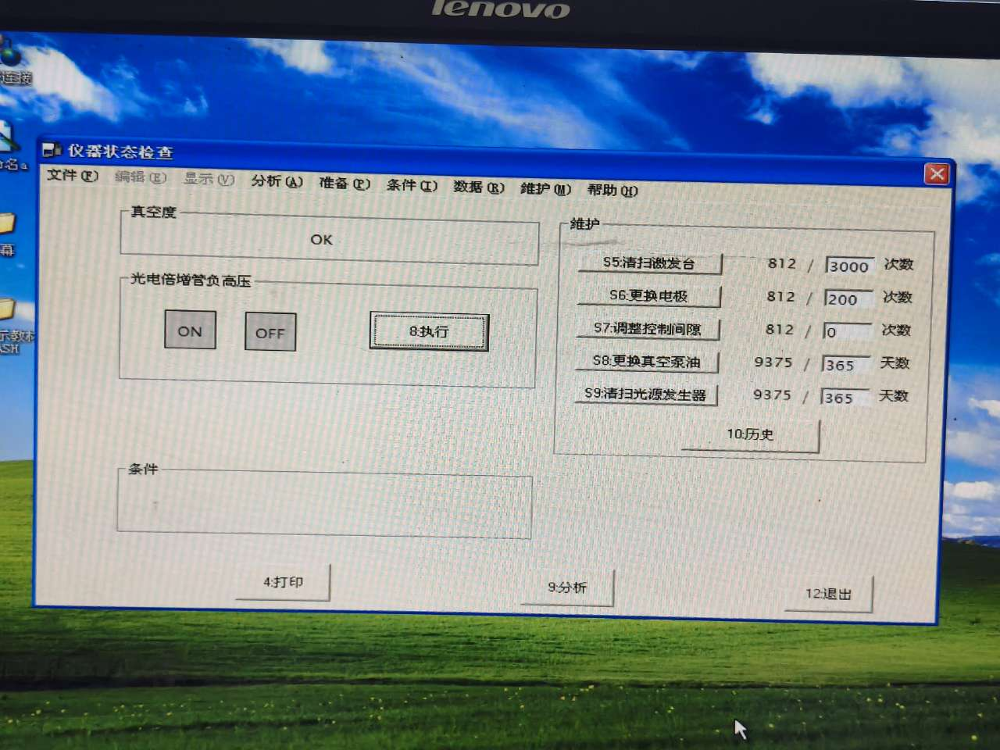 lenovo
连接
仪器状态检查
文件(F) 编辑(E) 显示(V) 分析(A) 准备(P) 条件(I) 数据(R) 维护(M) 帮助(H)
真空度
OK
光电倍增管负高压
ON OFF 8:执行
维护
S5:清扫激发台 812 / 3000 次数
S6:更换电极 812 / 200 次数
S7:调整控制间隙 812 / 0 次数
S8:更换真空泵油 9375 / 365 天数
S9:清扫光源发生器 9375 / 365 天数
10:历史
条件
4:打印 9:分析 12:退出